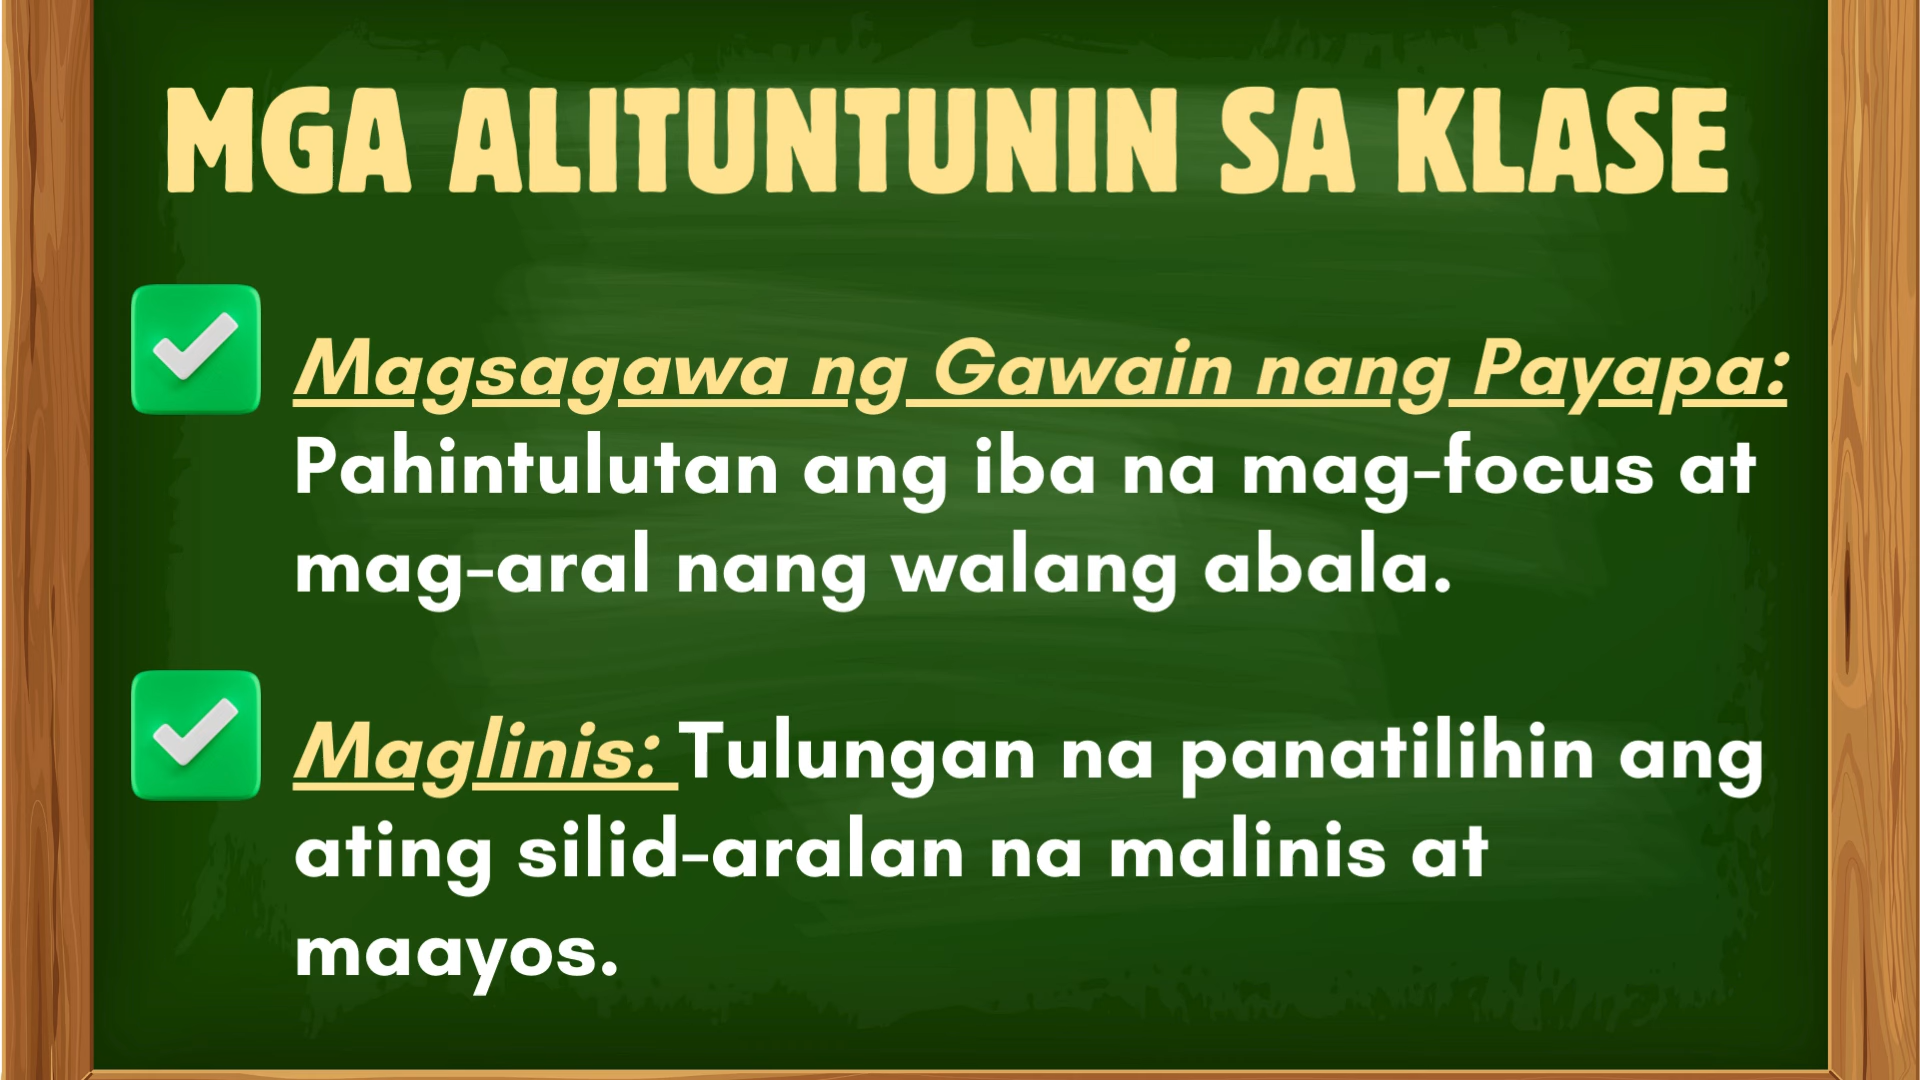 MGA ALITUNTUNIN SA KLASE
Magsagawa ng Gawain nang Payapa:
Pahintulutan ang iba na mag-focus at
mag-aral nang walang abala.
Maglinis: Tulungan na panatilihin ang
ating silid-aralan na malinis at
maayos.